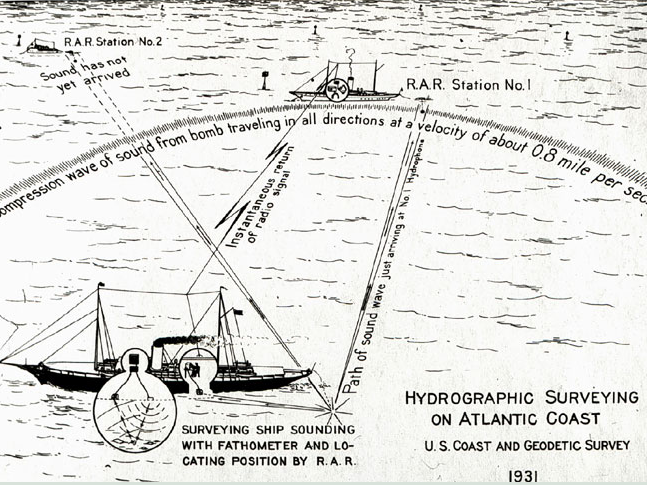 R.A.R. Station No. 2
Sound has not
yet arrived
R.A.R. Station No. 1
?
compression wave of sound from bomb traveling in all directions at a velocity of about 0.8 mile per sec
Instantaneous return
of radio signal
Path of sound wave just arriving at No. 1 Hydrophone
SURVEYING SHIP SOUNDING
WITH FATHOMETER AND LO-
CATING POSITION BY R.A.R.
HYDROGRAPHIC SURVEYING
ON ATLANTIC COAST
U.S. COAST AND GEODETIC SURVEY
1931